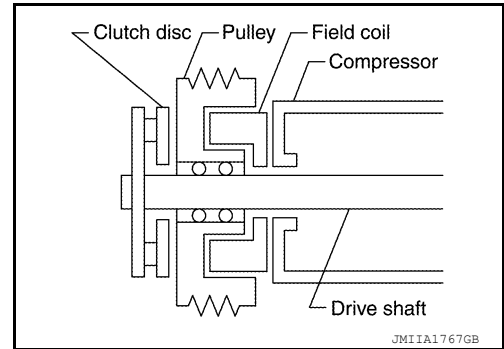 Clutch disc
Pulley
Field coil
Compressor
Drive shaft
JMIIA1767GB